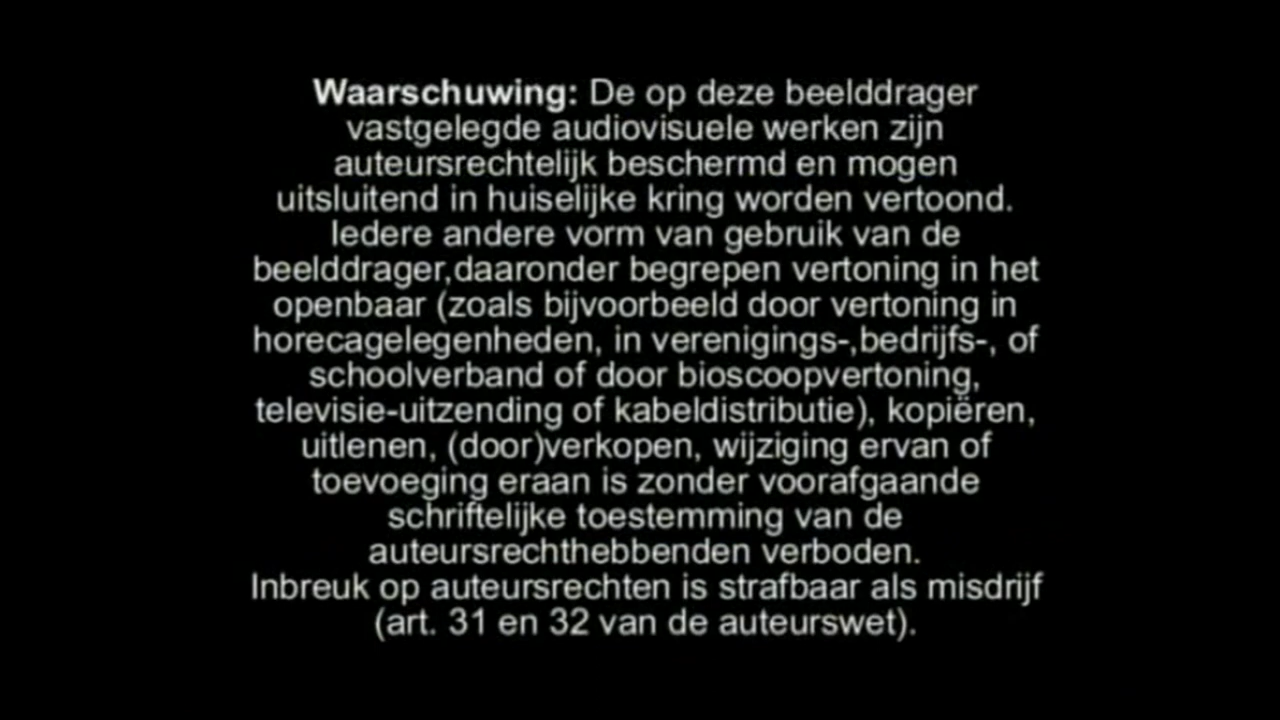 Waarschuwing: De op deze beelddrager
vastgelegde audiovisuele werken zijn
auteursrechtelijk beschermd en mogen
uitsluitend in huiselijke kring worden vertoond.
Iedere andere vorm van gebruik van de
beelddrager,daaronder begrepen vertoning in het
openbaar (zoals bijvoorbeeld door vertoning in
horecagelegenheden, in verenigings-,bedrijfs-, of
schoolverband of door bioscoopvertoning,
televisie-uitzending of kabeldistributie), kopiëren,
uitlenen, (door)verkopen, wijziging ervan of
toevoeging eraan is zonder voorafgaande
schriftelijke toestemming van de
auteursrechthebbenden verboden.
Inbreuk op auteursrechten is strafbaar als misdrijf
(art. 31 en 32 van de auteurswet).